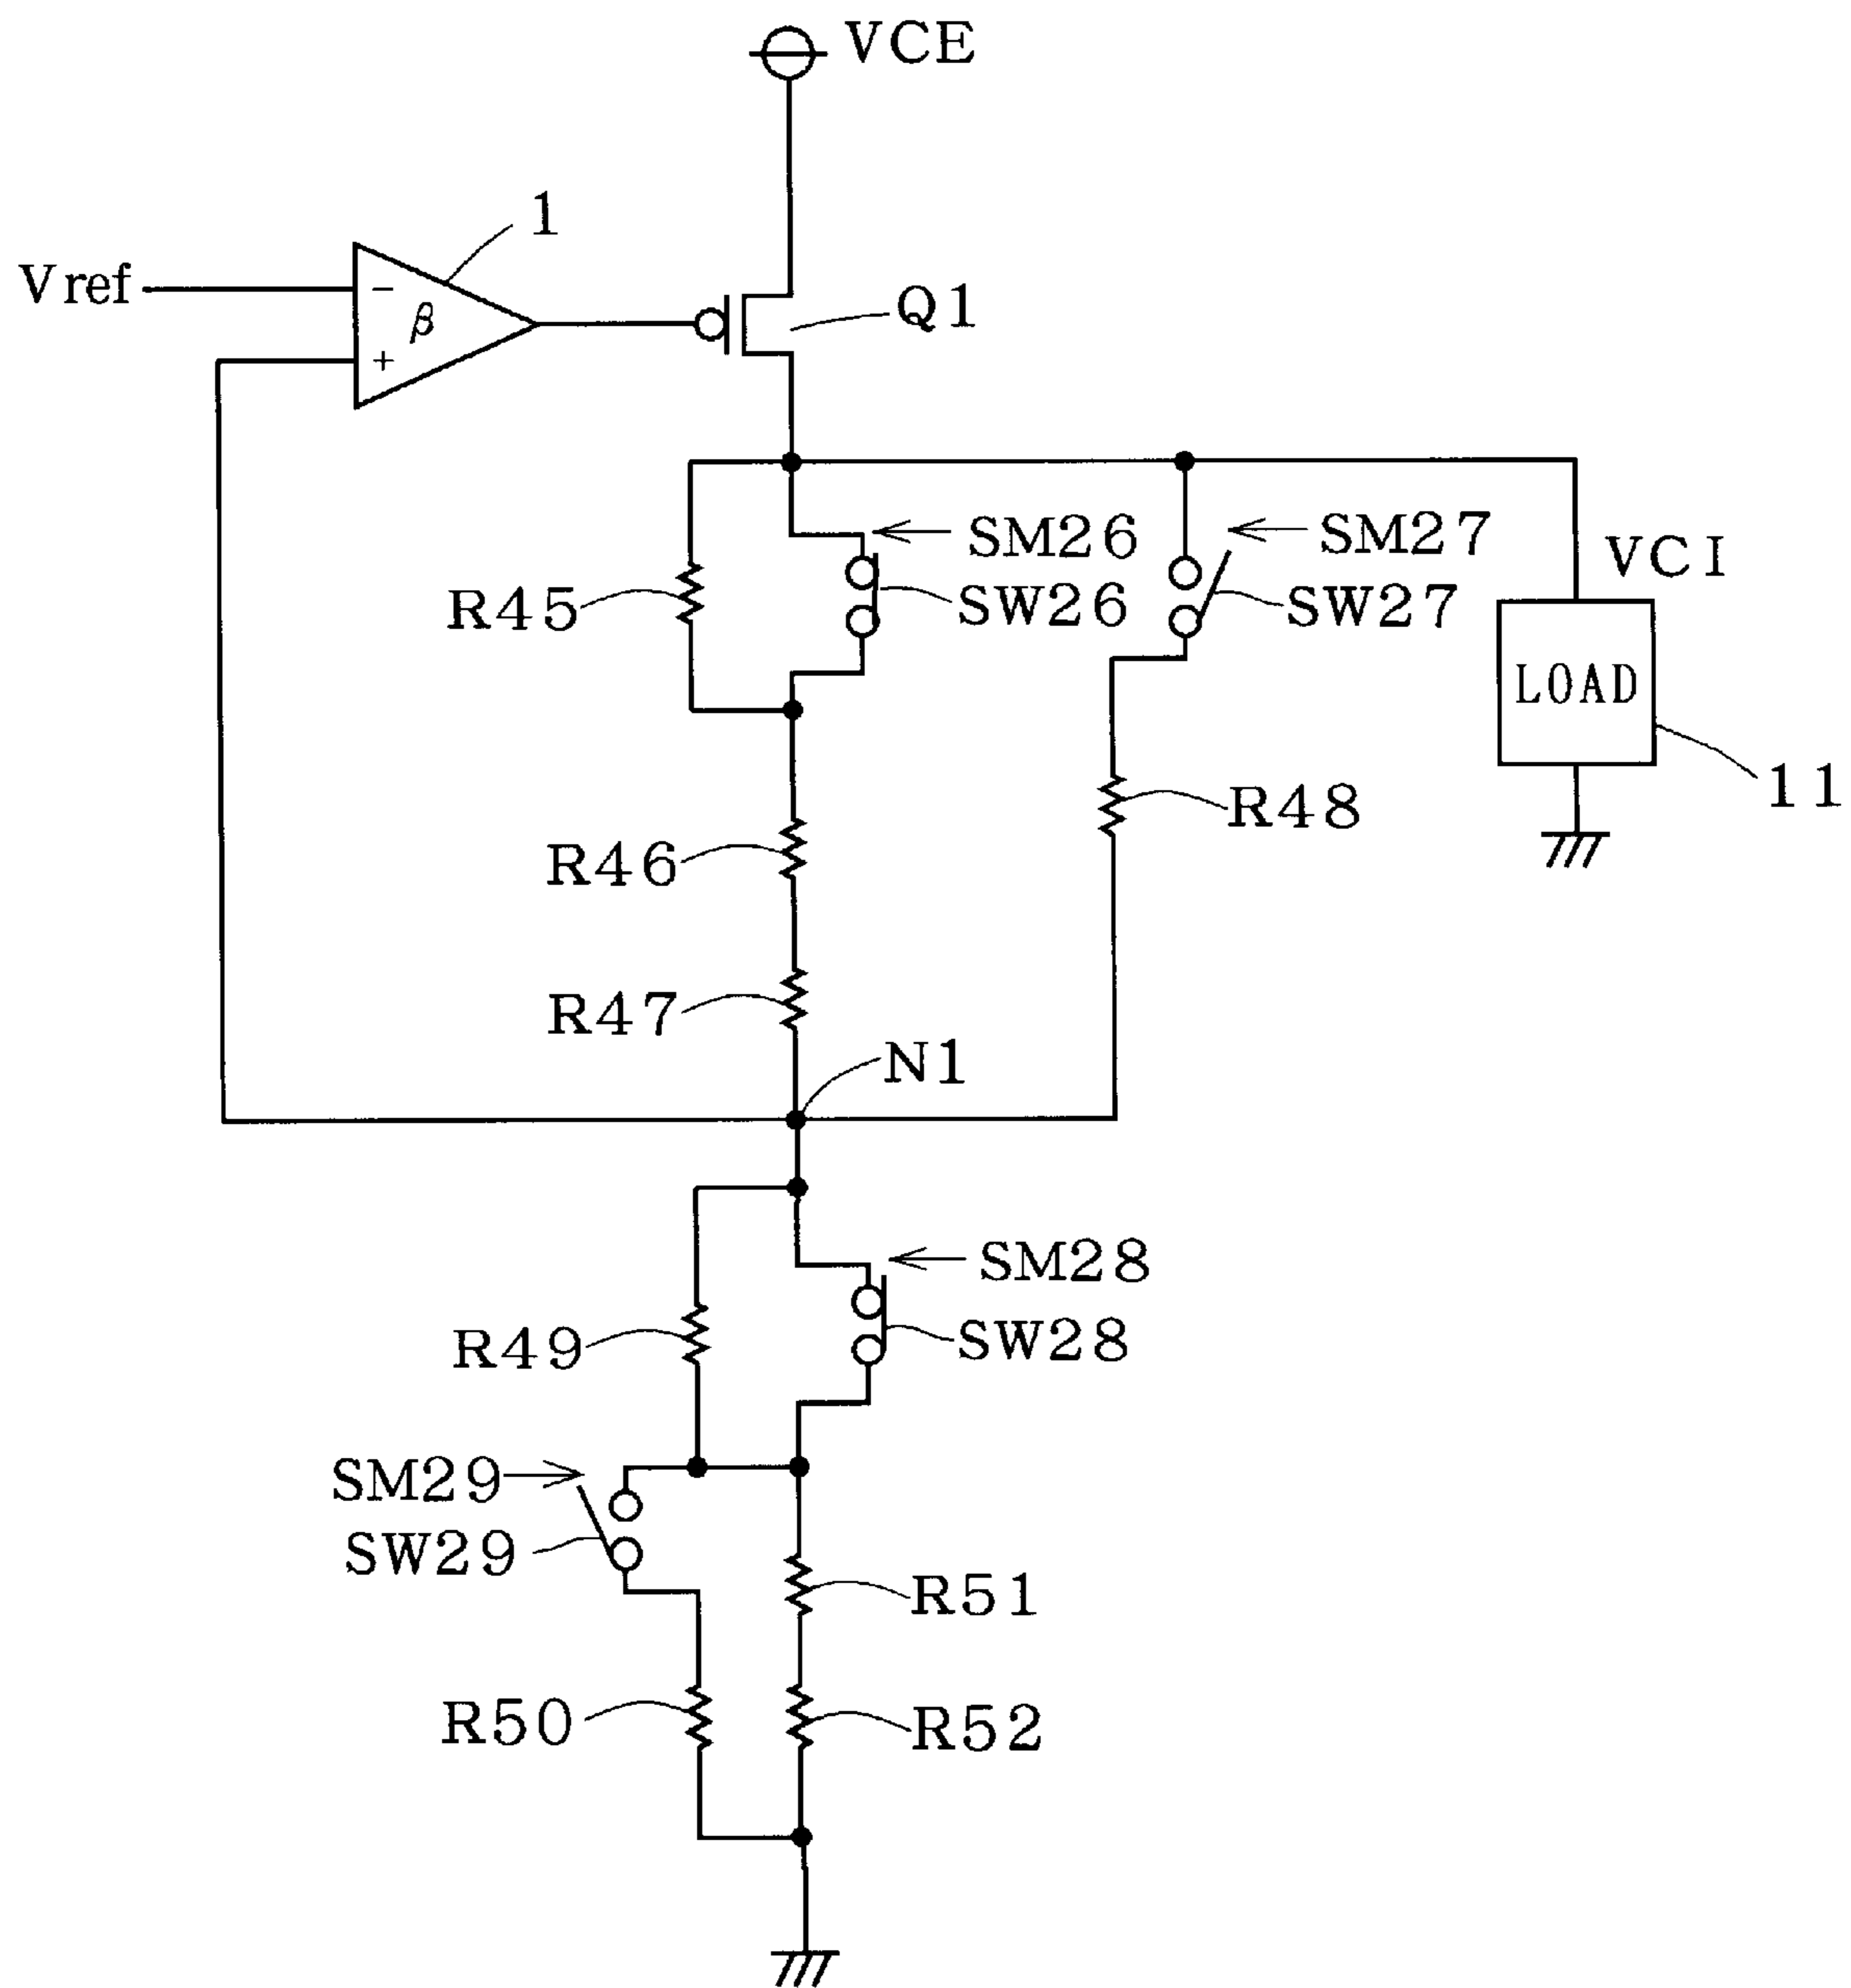 VCE
1
Vref
-
β
+
Q1
SM26
SM27
VCI
R45
SW26
SW27
LOAD
R48
11
R46
R47
N1
SM28
R49
SW28
SM29
SW29
R51
R50
R52